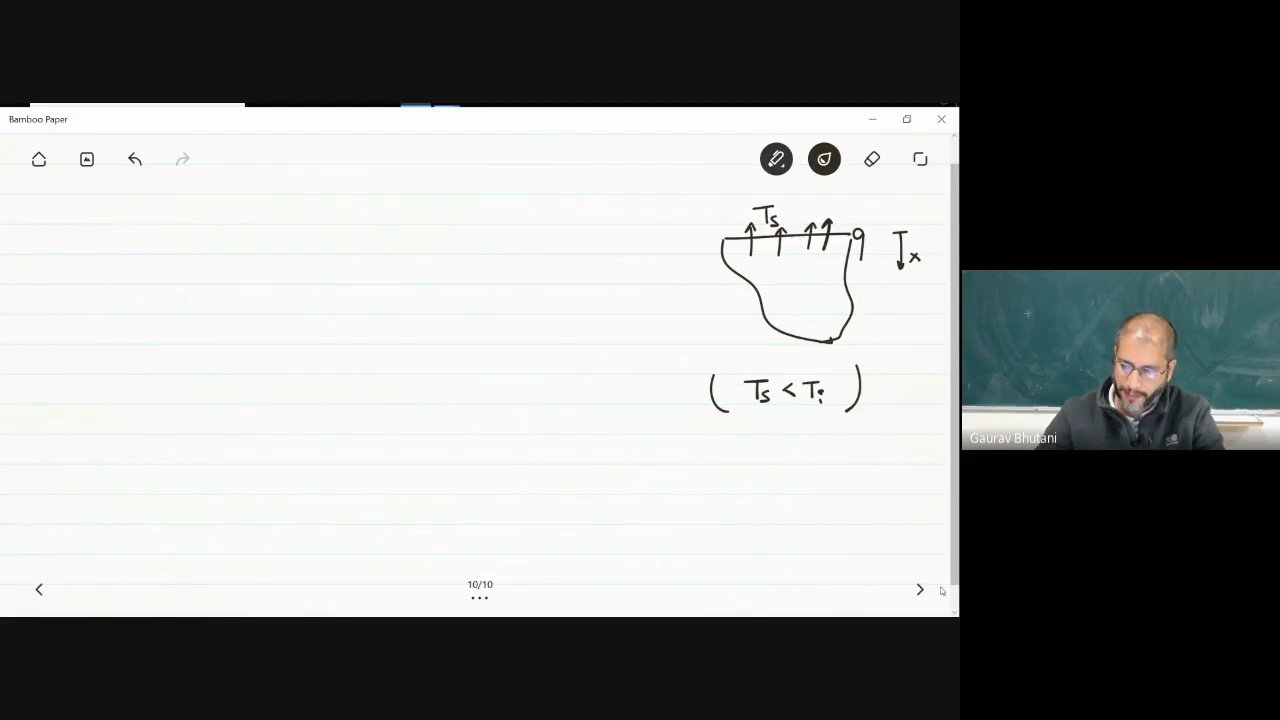 Bamboo Paper
Ts
q
x
( Ts < Ti )
Gaurav Bhutani
10/10